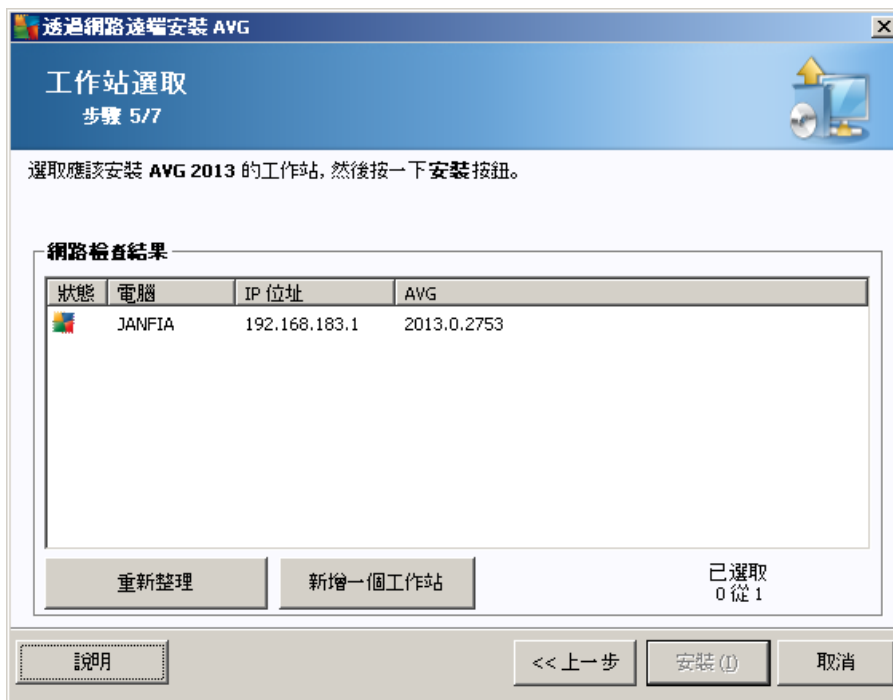 透過網路遠端安裝 AVG
工作站選取
步驟 5/7
選取應該安裝 AVG 2013 的工作站, 然後按一下安裝按鈕。
網路檢查結果
狀態 電腦 IP 位址 AVG
JANFIA 192.168.183.1 2013.0.2753
重新整理 新增一個工作站 已選取
0 從 1
說明 << 上一步 安裝(I) 取消